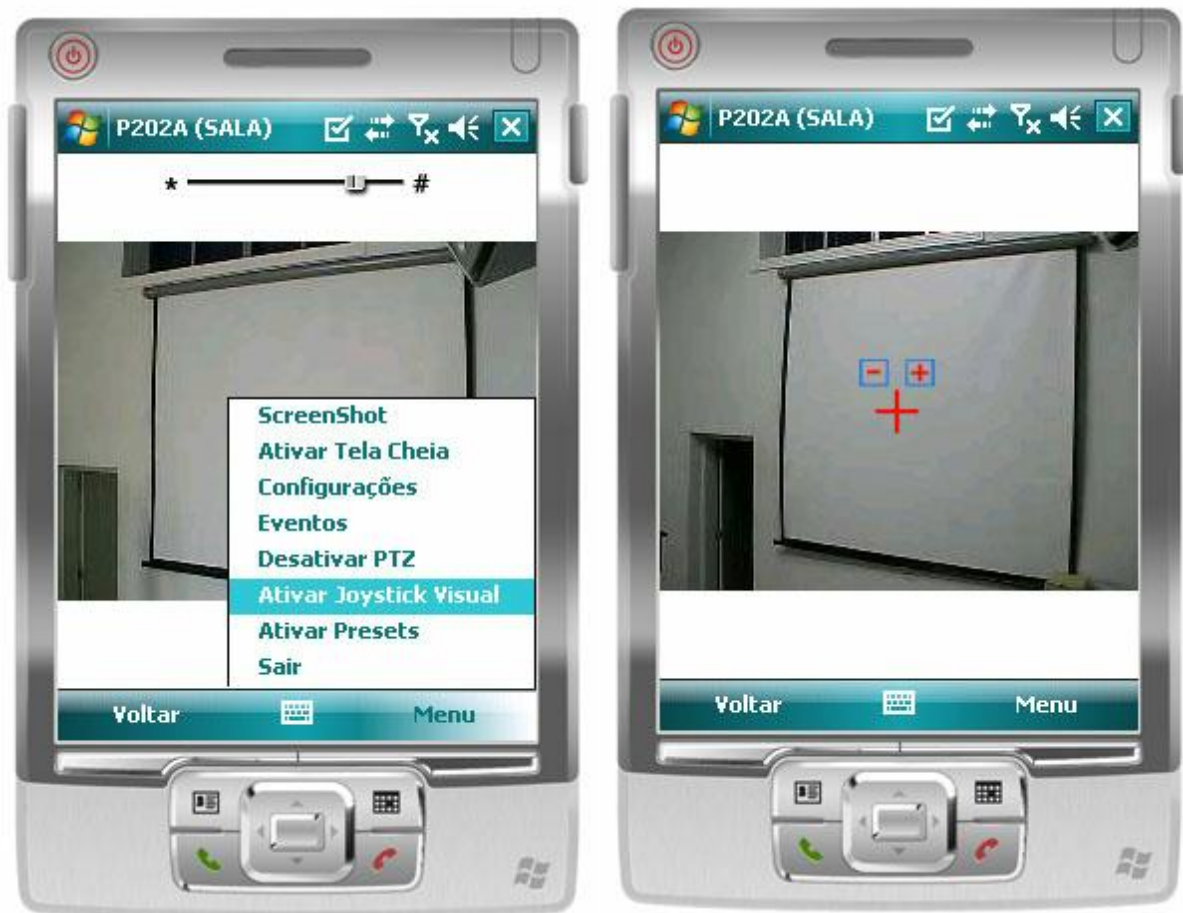 P202A (SALA)
* #
ScreenShot
Ativar Tela Cheia
Configurações
Eventos
Desativar PTZ
Ativar Joystick Visual
Ativar Presets
Sair
Voltar Menu
P202A (SALA)
- +
Voltar Menu